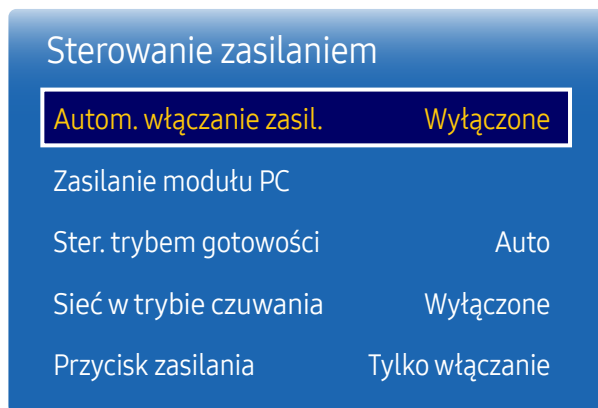 Sterowanie zasilaniem
Autom. włączanie zasil. Wyłączone
Zasilanie modułu PC
Ster. trybem gotowości Auto
Sieć w trybie czuwania Wyłączone
Przycisk zasilania Tylko włączanie